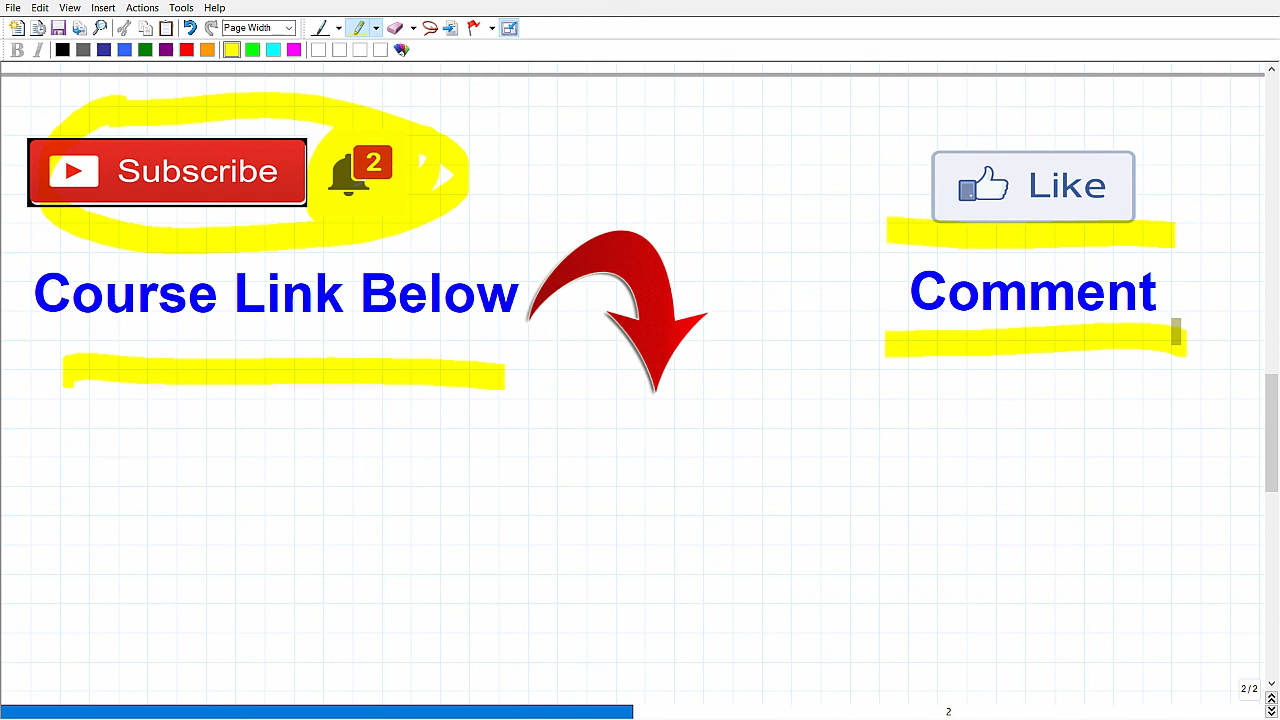 File Edit View Insert Actions Tools Help
Page Width
B I
Subscribe 2
Like
Course Link Below
Comment
2/2
2